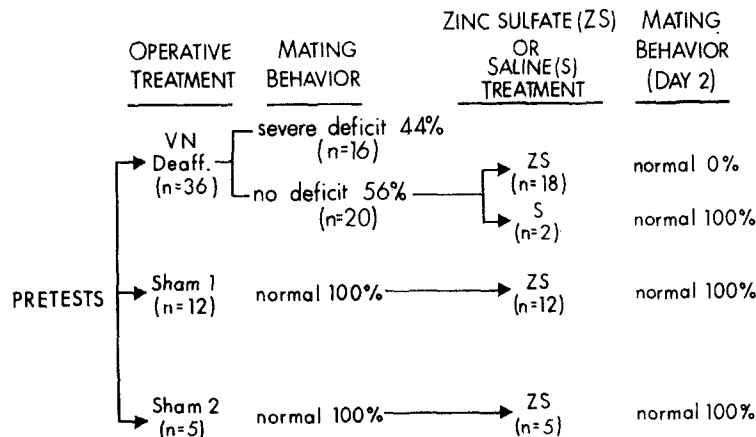 OPERATIVE TREATMENT
MATING BEHAVIOR
ZINC SULFATE (ZS) OR SALINE (S) TREATMENT
MATING BEHAVIOR (DAY 2)
PRETESTS
VN Deaff. (n=36)
severe deficit 44% (n=16)
no deficit 56% (n=20)
ZS (n=18)
normal 0%
S (n=2)
normal 100%
Sham 1 (n=12)
normal 100%
ZS (n=12)
normal 100%
Sham 2 (n=5)
normal 100%
ZS (n=5)
normal 100%